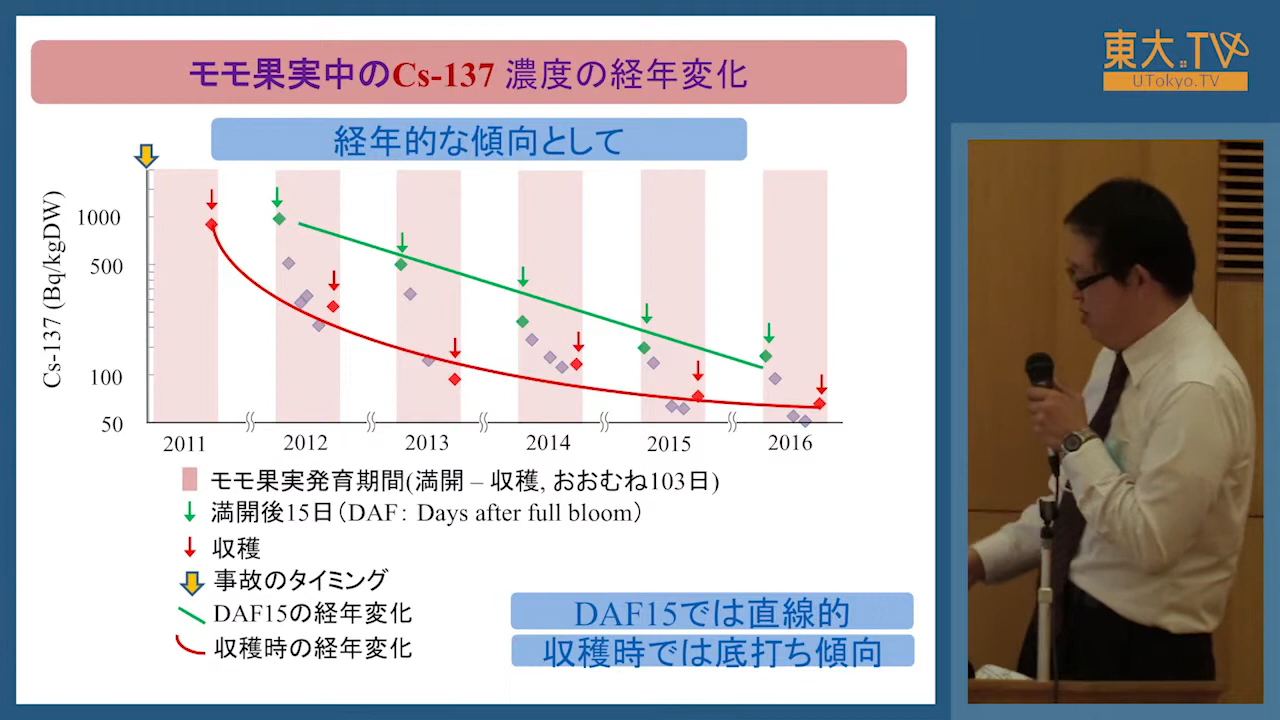 モモ果実中のCs-137 濃度の経年変化
東大.TV
UTokyo.TV
経年的な傾向として
Cs-137 (Bq/kgDW)
1000
500
100
50
2011
2012
2013
2014
2015
2016
モモ果実発育期間(満開 – 収穫, おおむね103日)
満開後15日（DAF： Days after full bloom）
収穫
事故のタイミング
DAF15の経年変化
収穫時の経年変化
DAF15では直線的
収穫時では底打ち傾向